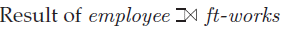 Result of employee ⟕ ft-works